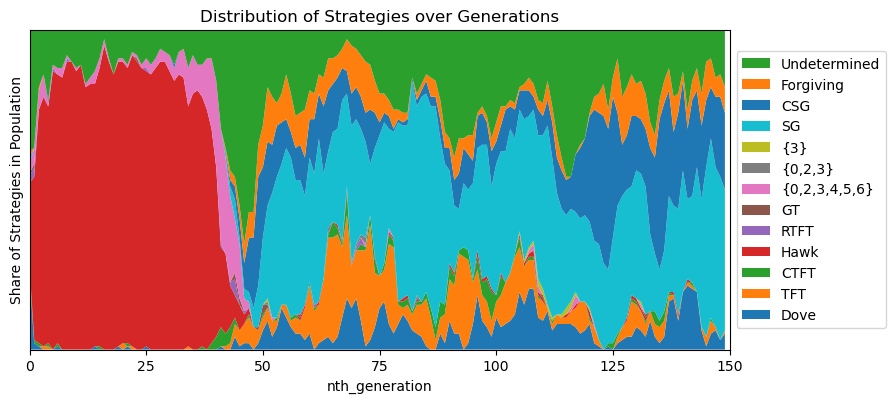 Distribution of Strategies over Generations
Share of Strategies in Population
0
25
50
75
100
125
150
nth_generation
Undetermined
Forgiving
CSG
SG
{3}
{0,2,3}
{0,2,3,4,5,6}
GT
RTFT
Hawk
CTFT
TFT
Dove